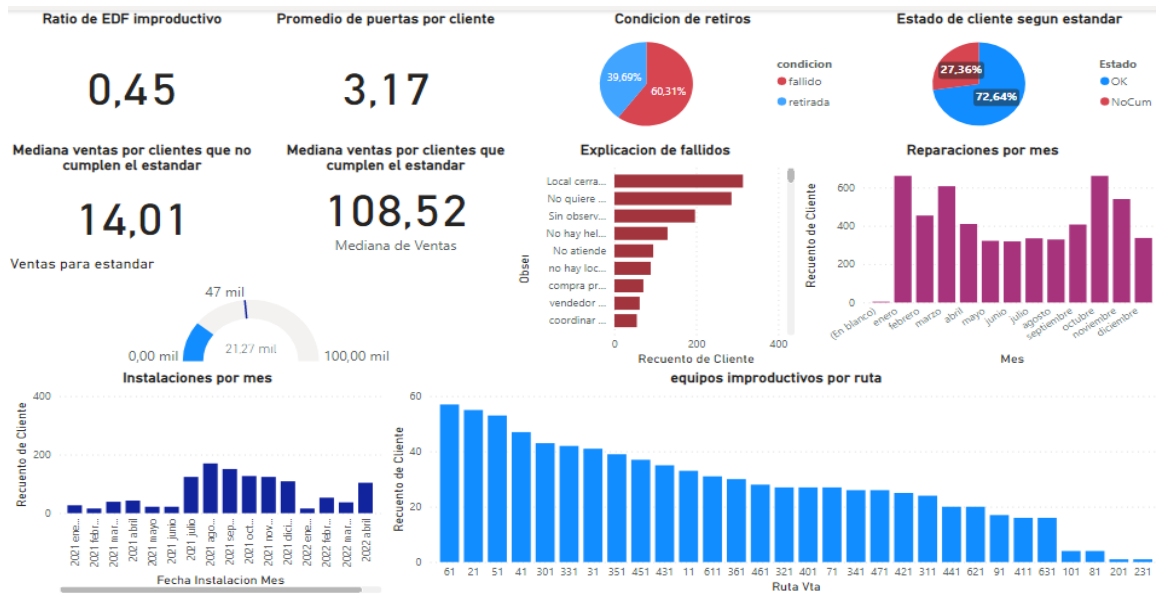 Ratio de EDF improductivo
0,45
Promedio de puertas por cliente
3,17
Condicion de retiros
39,69%
60,31%
condicion
fallido
retirada
Estado de cliente segun estandar
27,36%
72,64%
Estado
OK
NoCum
Mediana ventas por clientes que no
cumplen el estandar
14,01
Mediana ventas por clientes que
cumplen el estandar
108,52
Mediana de Ventas
Explicacion de fallidos
Obser
Local cerra...
No quiere ...
Sin observ...
No hay hel...
No atiende
no hay loc...
compra pr...
vendedor ...
coordinar ...
0 200 400
Recuento de Cliente
Reparaciones por mes
Recuento de Cliente
600
400
200
0
(En blanco) enero febrero marzo abril mayo junio julio agosto septiembre octubre noviembre diciembre
Mes
Ventas para estandar
47 mil
0,00 mil
21,27 mil
100,00 mil
Instalaciones por mes
Recuento de Cliente
400
200
0
2021 ene... 2021 febr... 2021 mar... 2021 abril 2021 mayo 2021 junio 2021 julio 2021 ago... 2021 sep... 2021 oct... 2021 nov... 2021 dici... 2022 ene... 2022 febr... 2022 mar... 2022 abril
Fecha Instalacion Mes
equipos improductivos por ruta
Recuento de Cliente
60
40
20
0
61 21 51 41 301 331 31 351 451 431 11 611 361 461 321 401 71 341 471 421 311 441 621 91 411 631 101 81 201 231
Ruta Vta